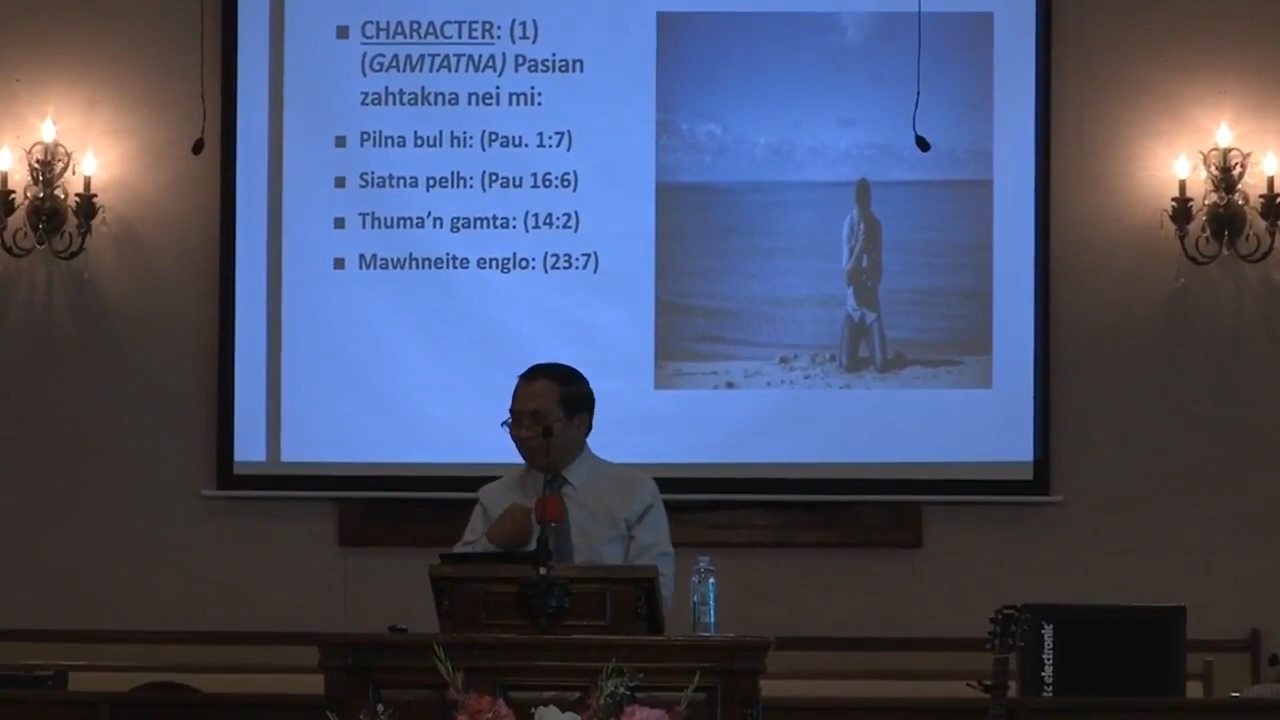 CHARACTER: (1)
(GAMTATNA) Pasian
zahtakna nei mi:
Pilna bul hi: (Pau. 1:7)
Siatna pelh: (Pau 16:6)
Thuma’n gamta: (14:2)
Mawhneite englo: (23:7)
tc electronic